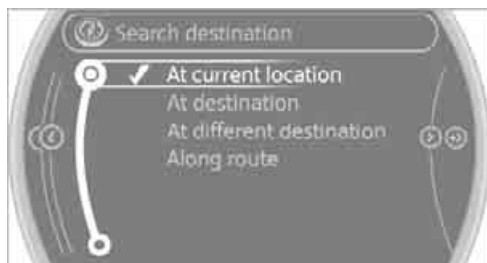 Search destination
At current location
At destination
At different destination
Along route